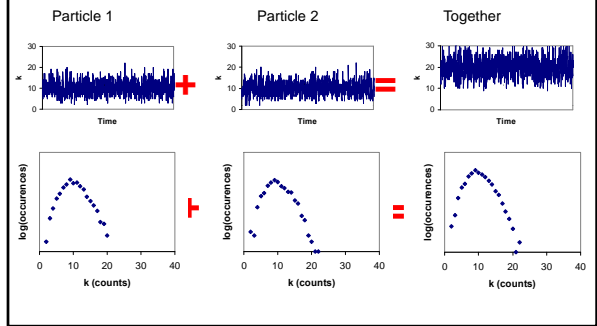 Particle 1
Particle 2
Together
30
20
10
0
k
Time
+
30
20
10
0
k
Time
=
30
20
10
0
k
Time
log(occurences)
0 10 20 30 40
k (counts)
+
log(occurences)
0 10 20 30 40
k (counts)
=
log(occurences)
0 10 20 30 40
k (counts)